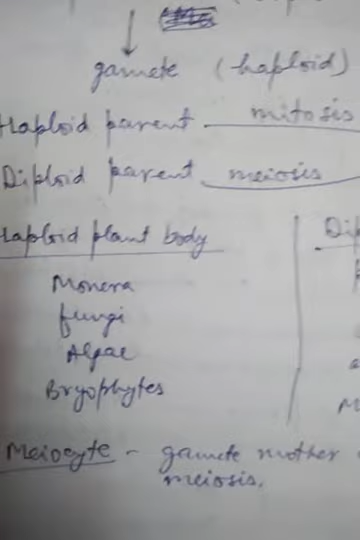 gamete (haploid)
Haploid parent mitosis
Diploid parent meiosis
Haploid plant body
Monera
fungi
Algae
Bryophytes
Meiocyte - gamete mother
meiosis.